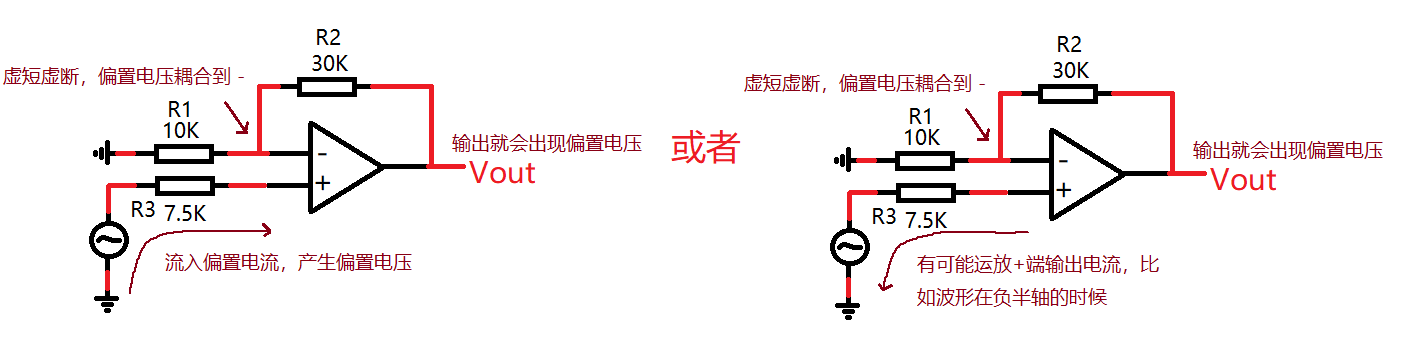 R2
30K
虚短虚断，偏置电压耦合到 -
R1
10K
-
+
输出就会出现偏置电压
Vout
R3
7.5K
流入偏置电流，产生偏置电压
或者
R2
30K
虚短虚断，偏置电压耦合到 -
R1
10K
-
+
输出就会出现偏置电压
Vout
R3
7.5K
有可能运放+端输出电流，比
如波形在负半轴的时候